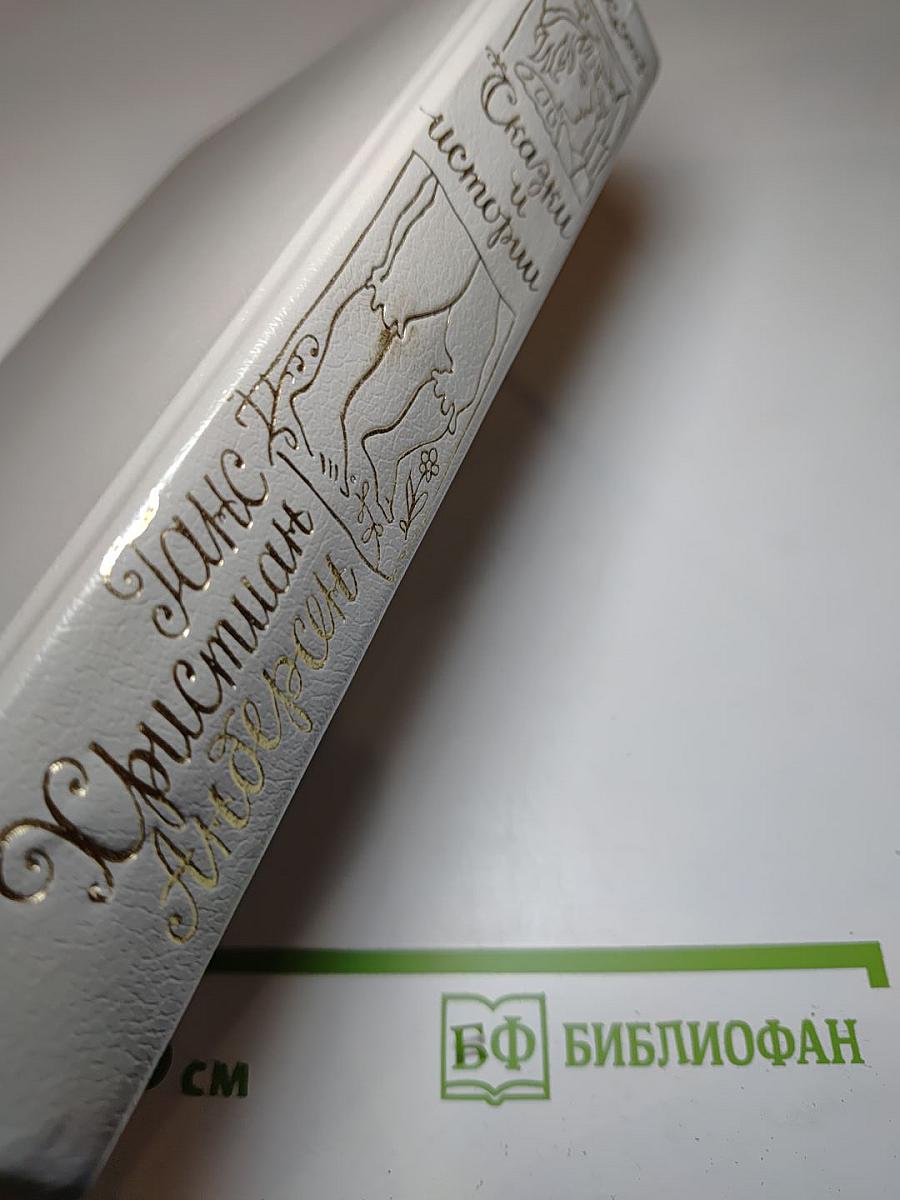 Ганс
Христиан
Андерсен
Сказки
и
истории
см
БФ БИБЛИОФАН